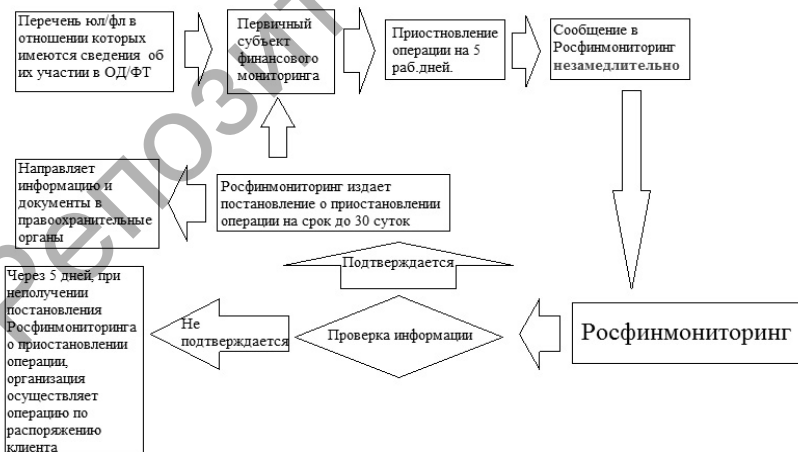 Перечень юл/фл в
отношении которых
имеются сведения об
их участии в ОД/ФТ
Первичный
субъект
финансового
мониторинга
Приостновление
операции на 5
раб.дней.
Сообщение в
Росфинмониторинг
незамедлительно
Направляет
информацию и
документы в
правоохранительные
органы
Росфинмониторинг издает
постановление о приостановлении
операции на срок до 30 суток
Подтверждается
Через 5 дней, при
неполучении
постановления
Росфинмониторинга
о приостановлении
операции,
организация
осуществляет
операцию по
распоряжению
клиента
Не
подтверждается
Проверка информации
Росфинмониторинг
Репозит